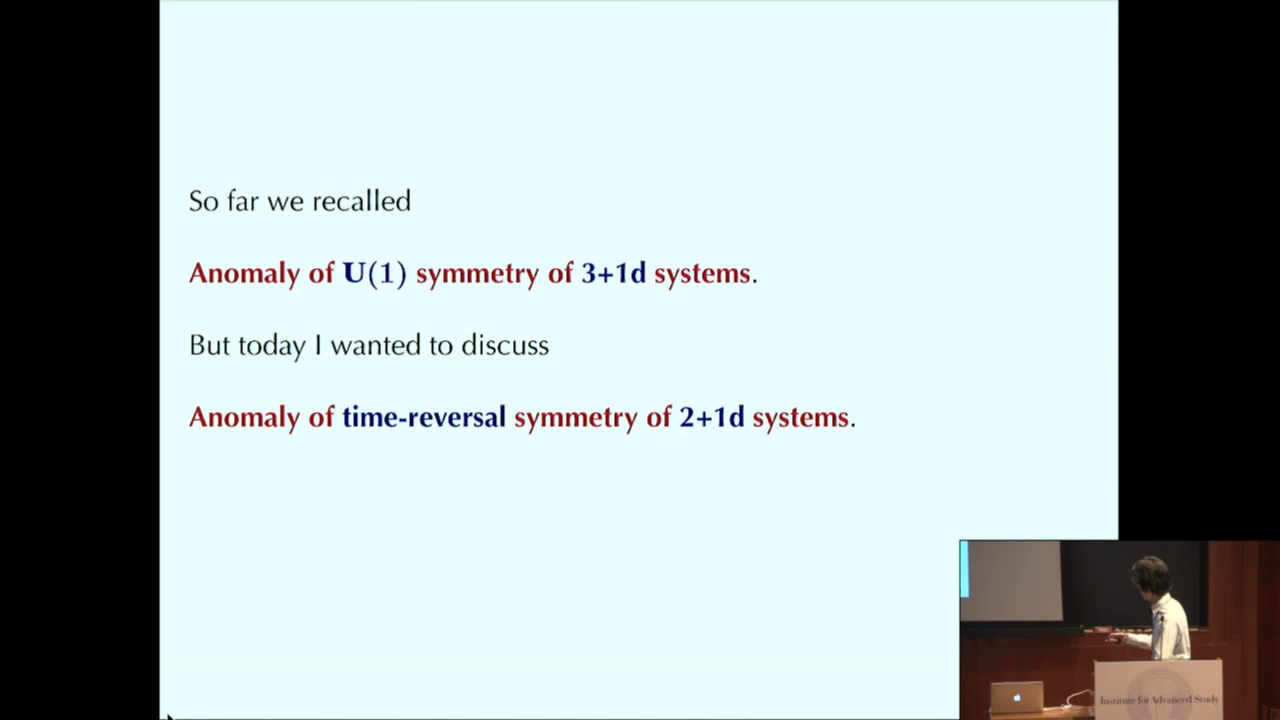 So far we recalled
Anomaly of U(1) symmetry of 3+1d systems.
But today I wanted to discuss
Anomaly of time-reversal symmetry of 2+1d systems.
Institute for Advanced Study